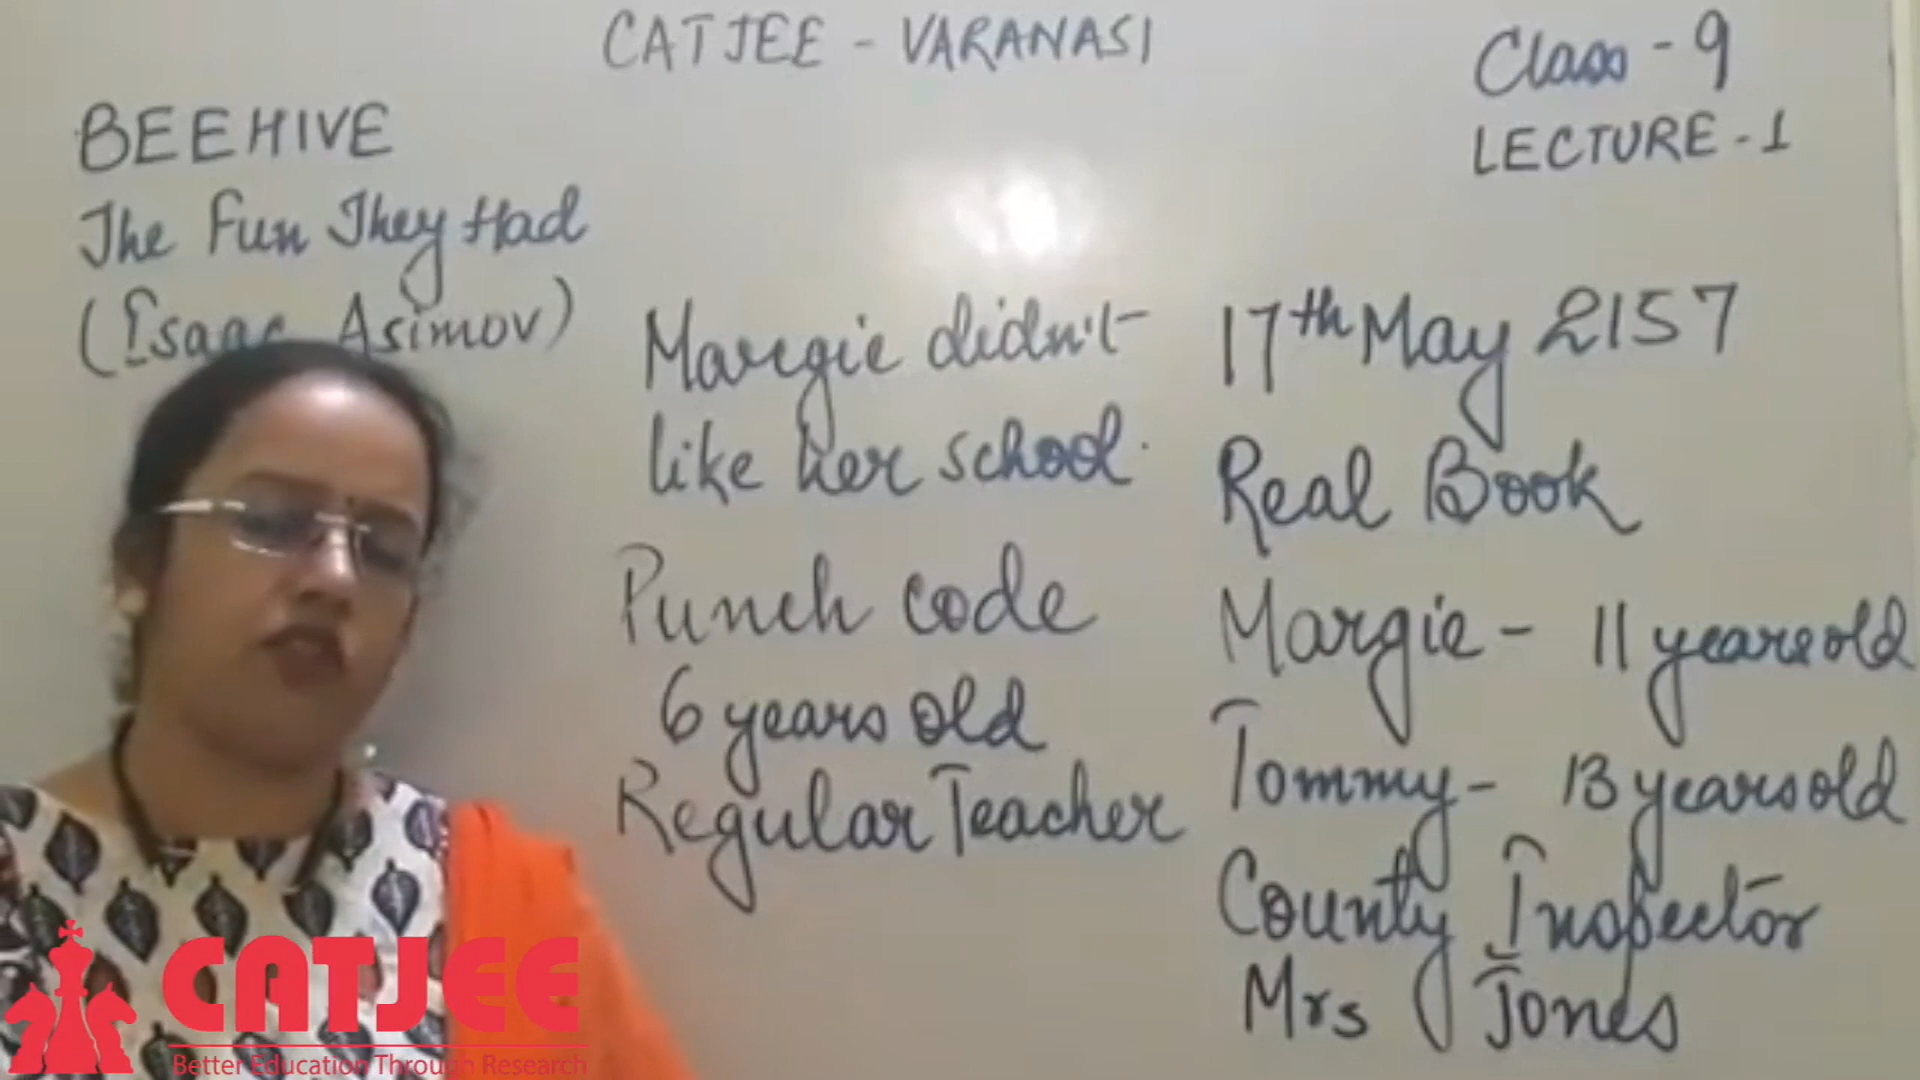 CATJEE - VARANASI
Class - 9
LECTURE - 1
BEEHIVE
The Fun They Had
(Isaac Asimov)
Margie didn't
like her school.
Punch code
6 years old
Regular Teacher
17th May 2157
Real Book
Margie - 11 years old
Tommy - 13 years old
County Inspector
Mrs Jones
CATJEE
Better Education Through Research